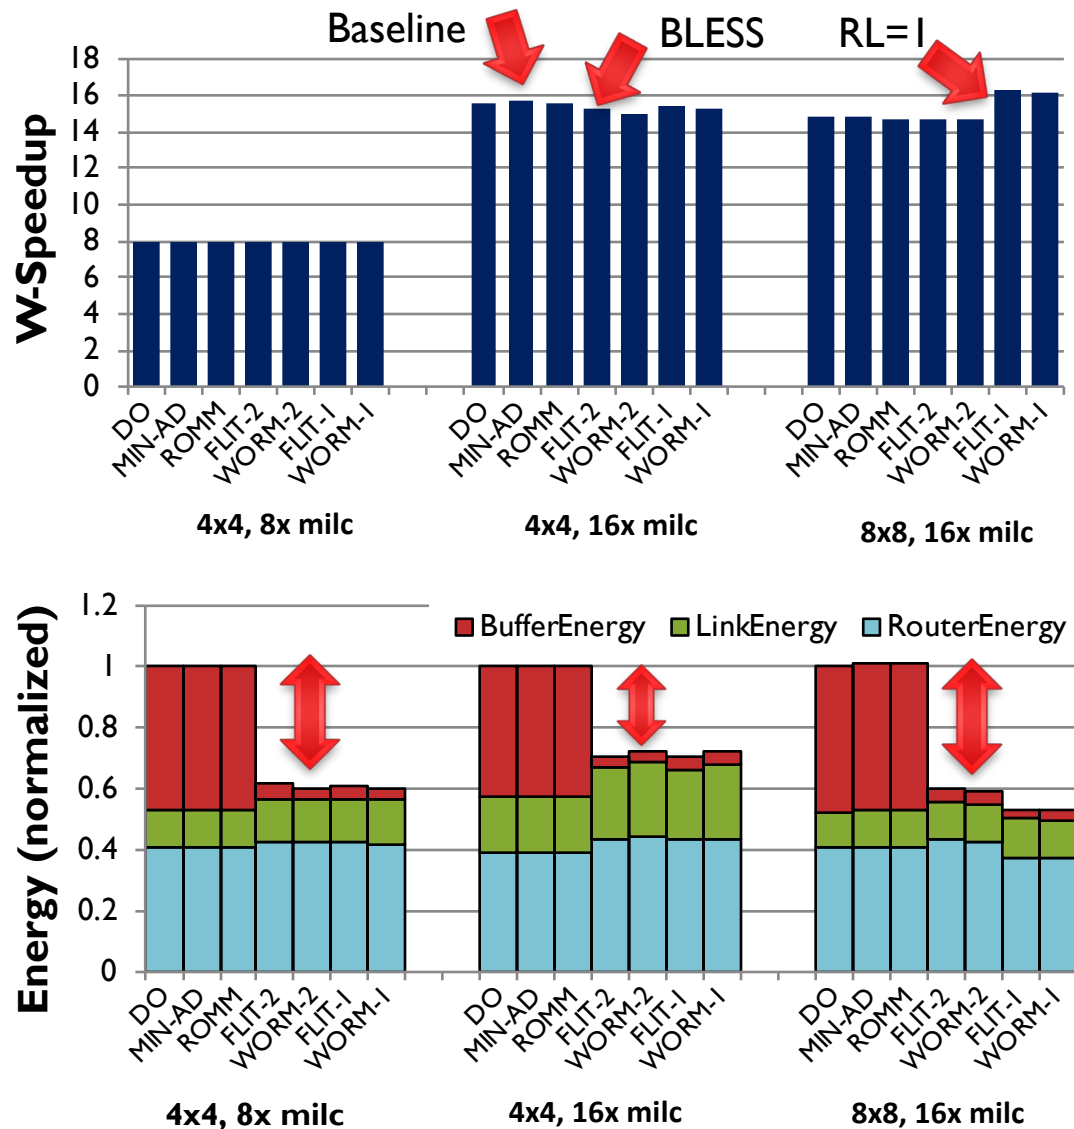 Baseline BLESS RL=1
W-Speedup
18
16
14
12
10
8
6
4
2
0
DO MIN-AD ROMM FLIT-2 WORM-2 FLIT-1 WORM-1
DO MIN-AD ROMM FLIT-2 WORM-2 FLIT-1 WORM-1
DO MIN-AD ROMM FLIT-2 WORM-2 FLIT-1 WORM-1
4x4, 8x milc
4x4, 16x milc
8x8, 16x milc
Energy (normalized)
BufferEnergy LinkEnergy RouterEnergy
1.2
1
0.8
0.6
0.4
0.2
0
DO MIN-AD ROMM FLIT-2 WORM-2 FLIT-1 WORM-1
DO MIN-AD ROMM FLIT-2 WORM-2 FLIT-1 WORM-1
DO MIN-AD ROMM FLIT-2 WORM-2 FLIT-1 WORM-1
4x4, 8x milc
4x4, 16x milc
8x8, 16x milc